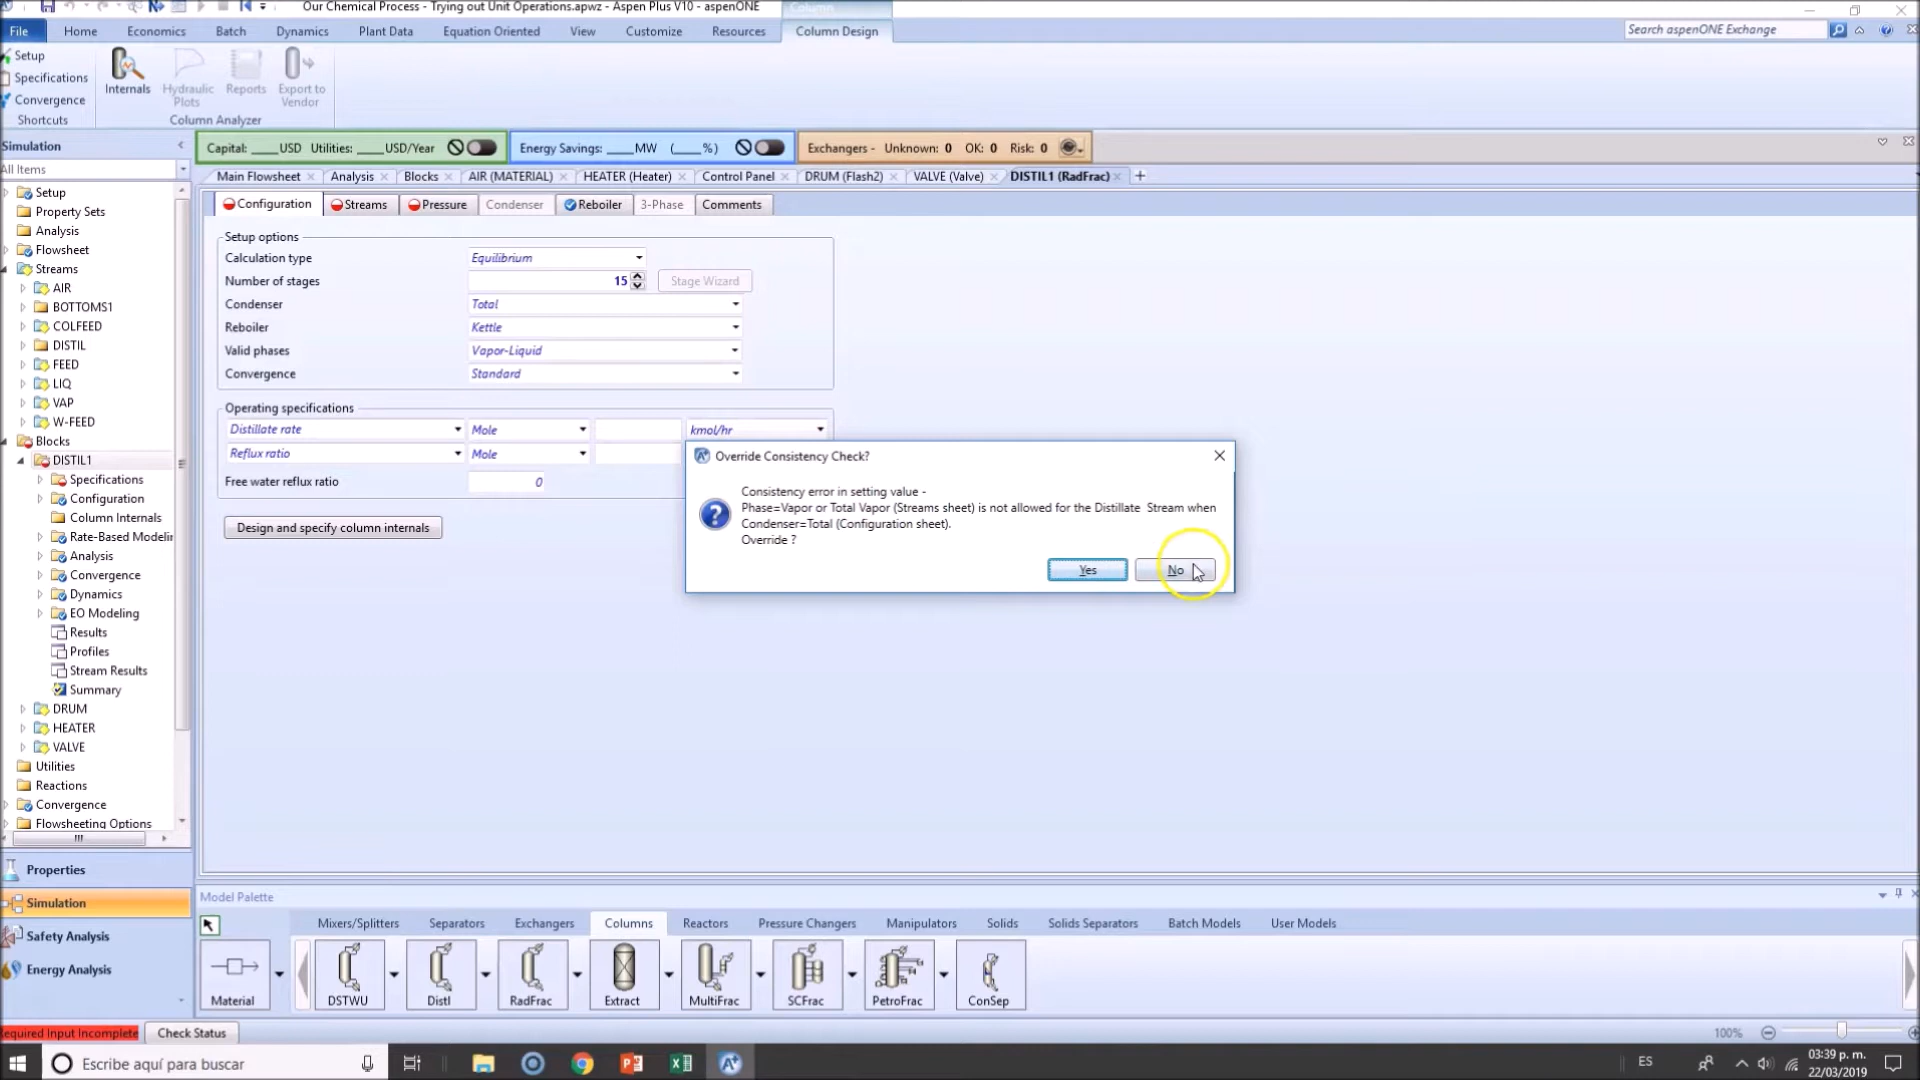 Our Chemical Process - Trying out Unit Operations.apwz - Aspen Plus V10 - aspenONE
Column
File Home Economics Batch Dynamics Plant Data Equation Oriented View Customize Resources Column Design
Search aspenONE Exchange
Setup
Specifications
Convergence
Shortcuts
Internals
Hydraulic Plots
Reports
Export to Vendor
Column Analyzer
Capital: ____USD Utilities: ____USD/Year
Energy Savings: ____MW (____%)
Exchangers - Unknown: 0 OK: 0 Risk: 0
Simulation
All Items
Main Flowsheet Analysis Blocks AIR (MATERIAL) HEATER (Heater) Control Panel DRUM (Flash2) VALVE (Valve) DISTIL1 (RadFrac) +
Configuration Streams Pressure Condenser Reboiler 3-Phase Comments
Setup
Property Sets
Analysis
Flowsheet
Streams
AIR
BOTTOMS1
COLFEED
DISTIL
FEED
LIQ
VAP
W-FEED
Blocks
DISTIL1
Specifications
Configuration
Column Internals
Rate-Based Modelin
Analysis
Convergence
Dynamics
EO Modeling
Results
Profiles
Stream Results
Summary
DRUM
HEATER
VALVE
Utilities
Reactions
Convergence
Flowsheeting Options
Properties
Simulation
Safety Analysis
Energy Analysis
Setup options
Calculation type Equilibrium
Number of stages 15 Stage Wizard
Condenser Total
Reboiler Kettle
Valid phases Vapor-Liquid
Convergence Standard
Operating specifications
Distillate rate Mole kmol/hr
Reflux ratio Mole
Free water reflux ratio 0
Design and specify column internals
Override Consistency Check?
Consistency error in setting value -
Phase=Vapor or Total Vapor (Streams sheet) is not allowed for the Distillate Stream when
Condenser=Total (Configuration sheet).
Override ?
Yes No
Model Palette
Mixers/Splitters Separators Exchangers Columns Reactors Pressure Changers Manipulators Solids Solids Separators Batch Models User Models
Material DSTWU Distl RadFrac Extract MultiFrac SCFrac PetroFrac ConSep
Required Input Incomplete Check Status
100%
Escribe aquí para buscar
ES
03:39 p. m.
22/03/2019